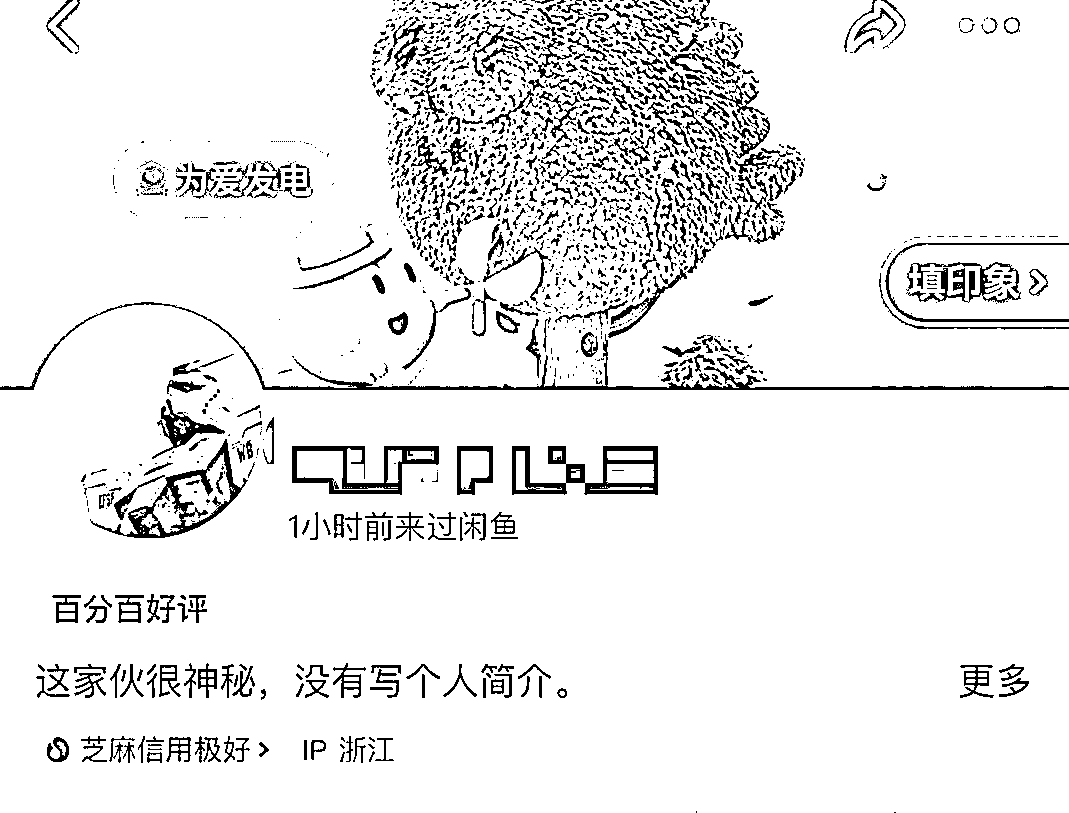 为爱发电
填印象
1小时前来过闲鱼
百分百好评
这家伙很神秘，没有写个人简介。 更多
芝麻信用极好 IP 浙江